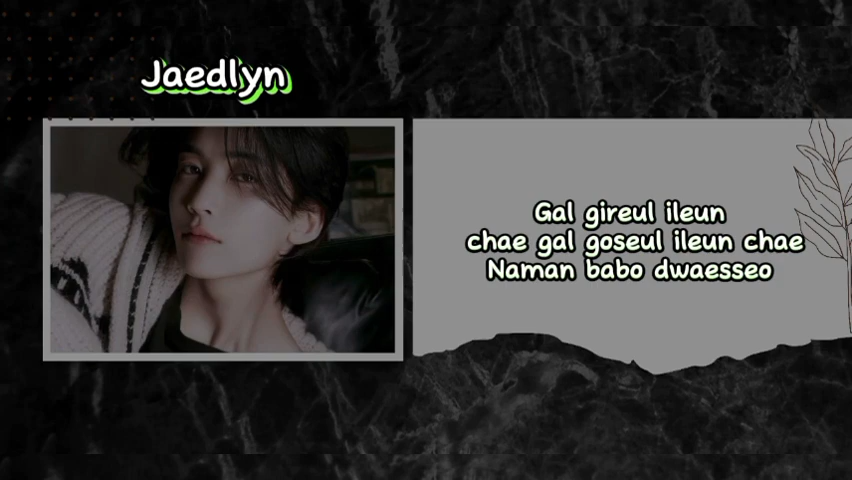 Jaedlyn
Gal gireul ileun
chae gal goseul ileun chae
Naman babo dwaesseo